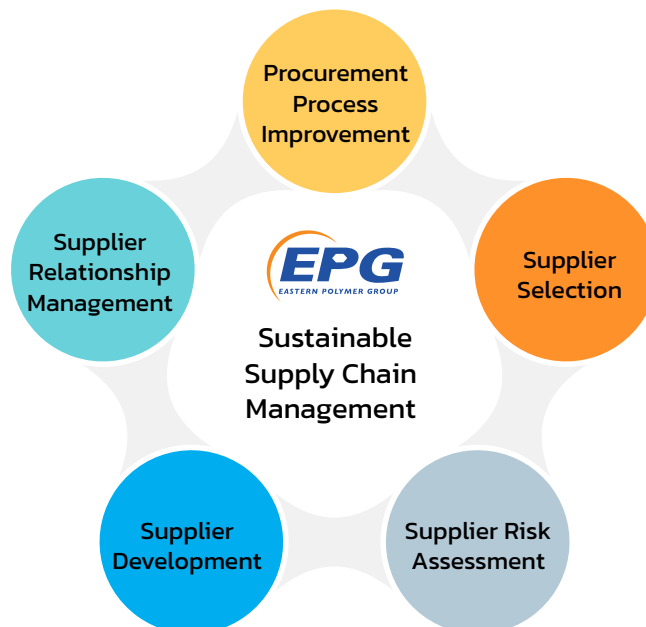 Procurement
Process
Improvement
Supplier
Relationship
Management
EPG
EASTERN POLYMER GROUP
Sustainable
Supply Chain
Management
Supplier
Selection
Supplier
Development
Supplier Risk
Assessment